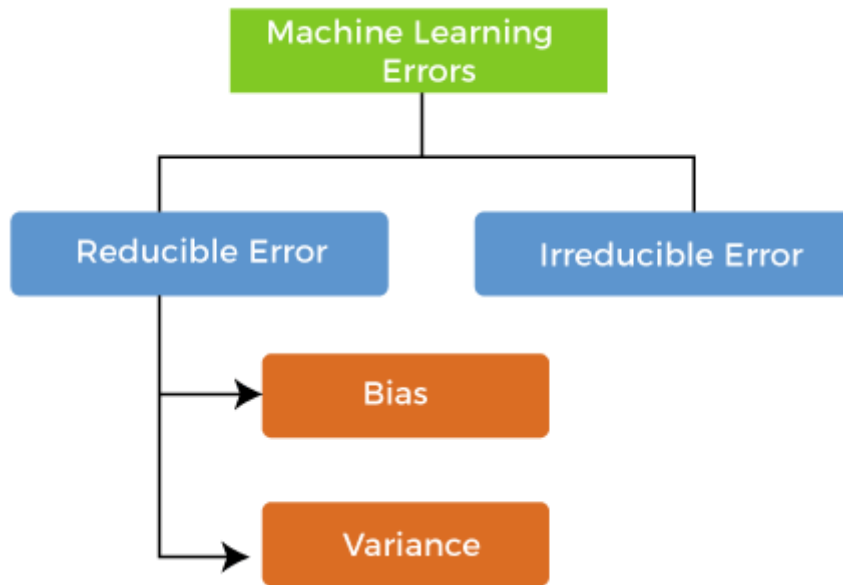 Machine Learning
Errors
Reducible Error
Irreducible Error
Bias
Variance